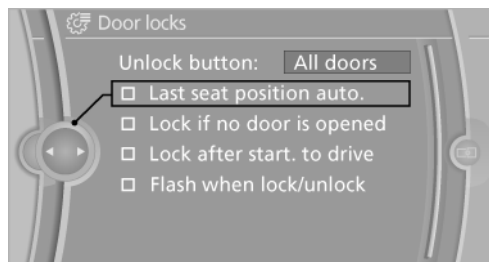 Door locks
Unlock button: All doors
Last seat position auto.
Lock if no door is opened
Lock after start. to drive
Flash when lock/unlock